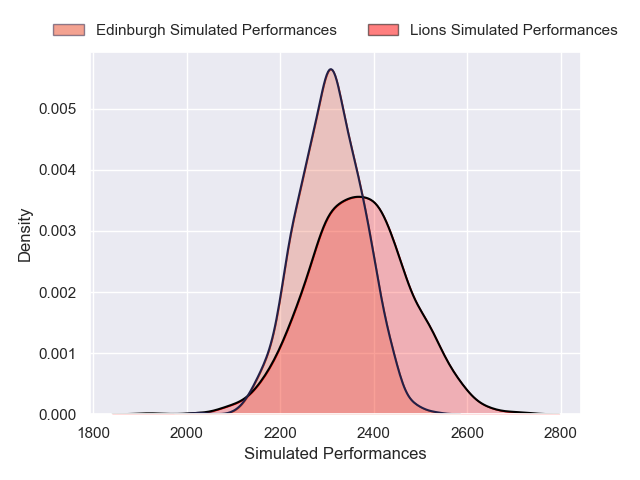 Edinburgh Simulated Performances
Lions Simulated Performances
Density
0.005
0.004
0.003
0.002
0.001
0.000
1800 2000 2200 2400 2600 2800
Simulated Performances